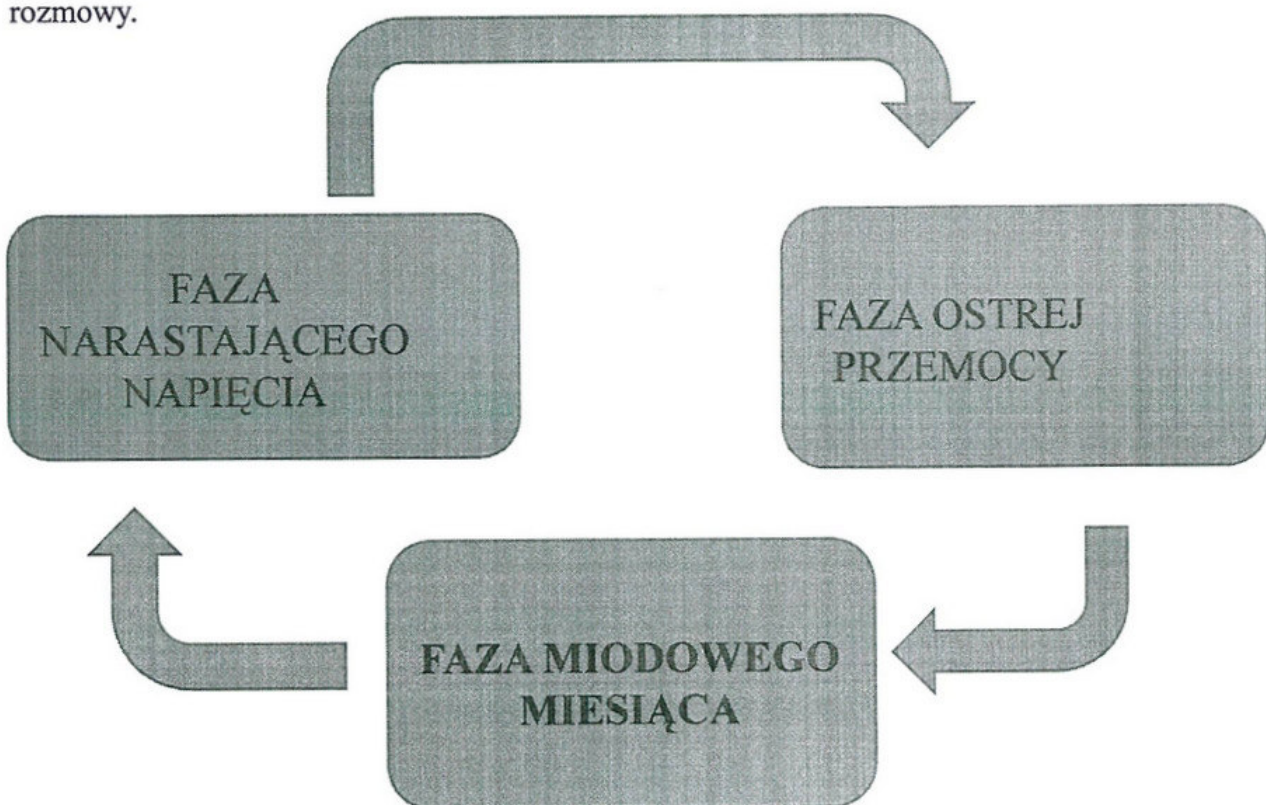 rozmowy.
FAZA
NARASTAJĄCEGO
NAPIĘCIA
FAZA OSTREJ
PRZEMOCY
FAZA MIODOWEGO
MIESIĄCA